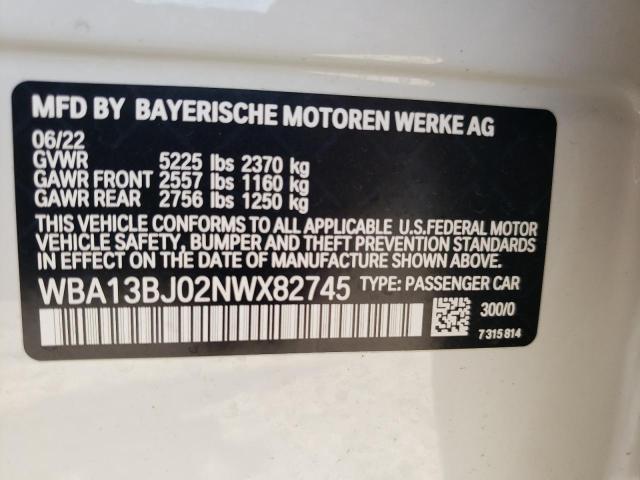 MFD BY BAYERISCHE MOTOREN WERKE AG
06/22
GVWR 5225 lbs 2370 kg
GAWR FRONT 2557 lbs 1160 kg
GAWR REAR 2756 lbs 1250 kg
THIS VEHICLE CONFORMS TO ALL APPLICABLE U.S.FEDERAL MOTOR
VEHICLE SAFETY, BUMPER AND THEFT PREVENTION STANDARDS
IN EFFECT ON THE DATE OF MANUFACTURE SHOWN ABOVE.
WBA13BJ02NWX82745 TYPE: PASSENGER CAR
300/0
7 315 814